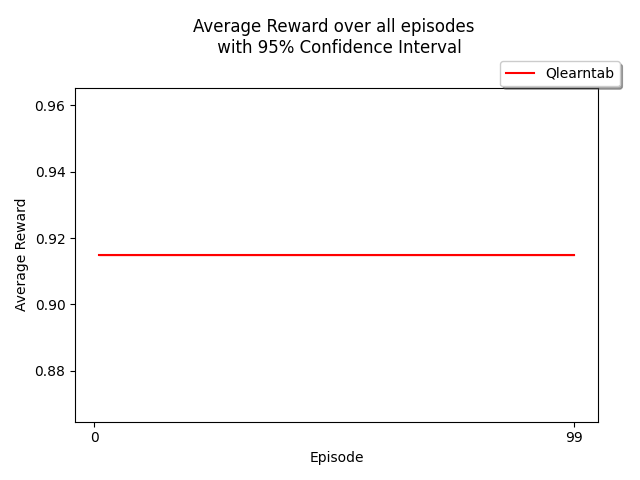 Average Reward over all episodes
with 95% Confidence Interval
Qlearntab
0.96
0.94
0.92
0.90
0.88
Average Reward
0 99
Episode